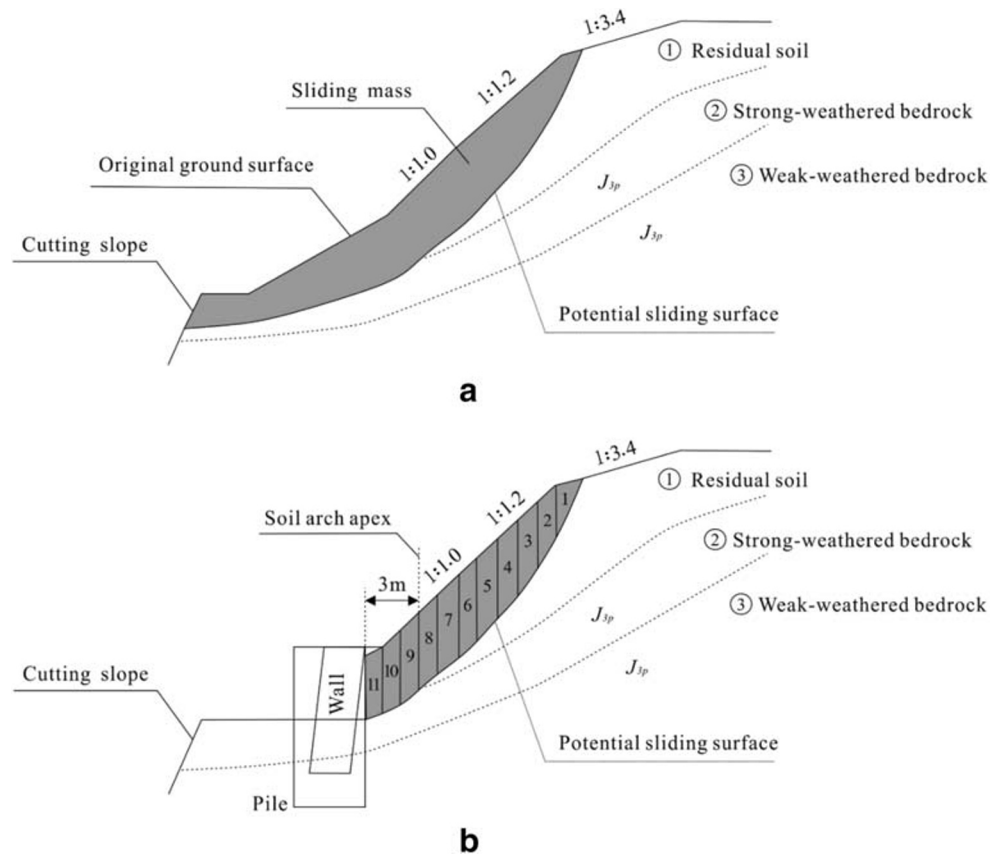 1:3.4
① Residual soil
1:1.2
Sliding mass
② Strong-weathered bedrock
1:1.0
Original ground surface
③ Weak-weathered bedrock
J3p
J3p
Cutting slope
Potential sliding surface
a
1:3.4
① Residual soil
1
1:1.2
Soil arch apex
2
② Strong-weathered bedrock
3
1:1.0
4
3m
5
③ Weak-weathered bedrock
6
7
J3p
8
9
10
J3p
Cutting slope
11
Wall
Potential sliding surface
Pile
b